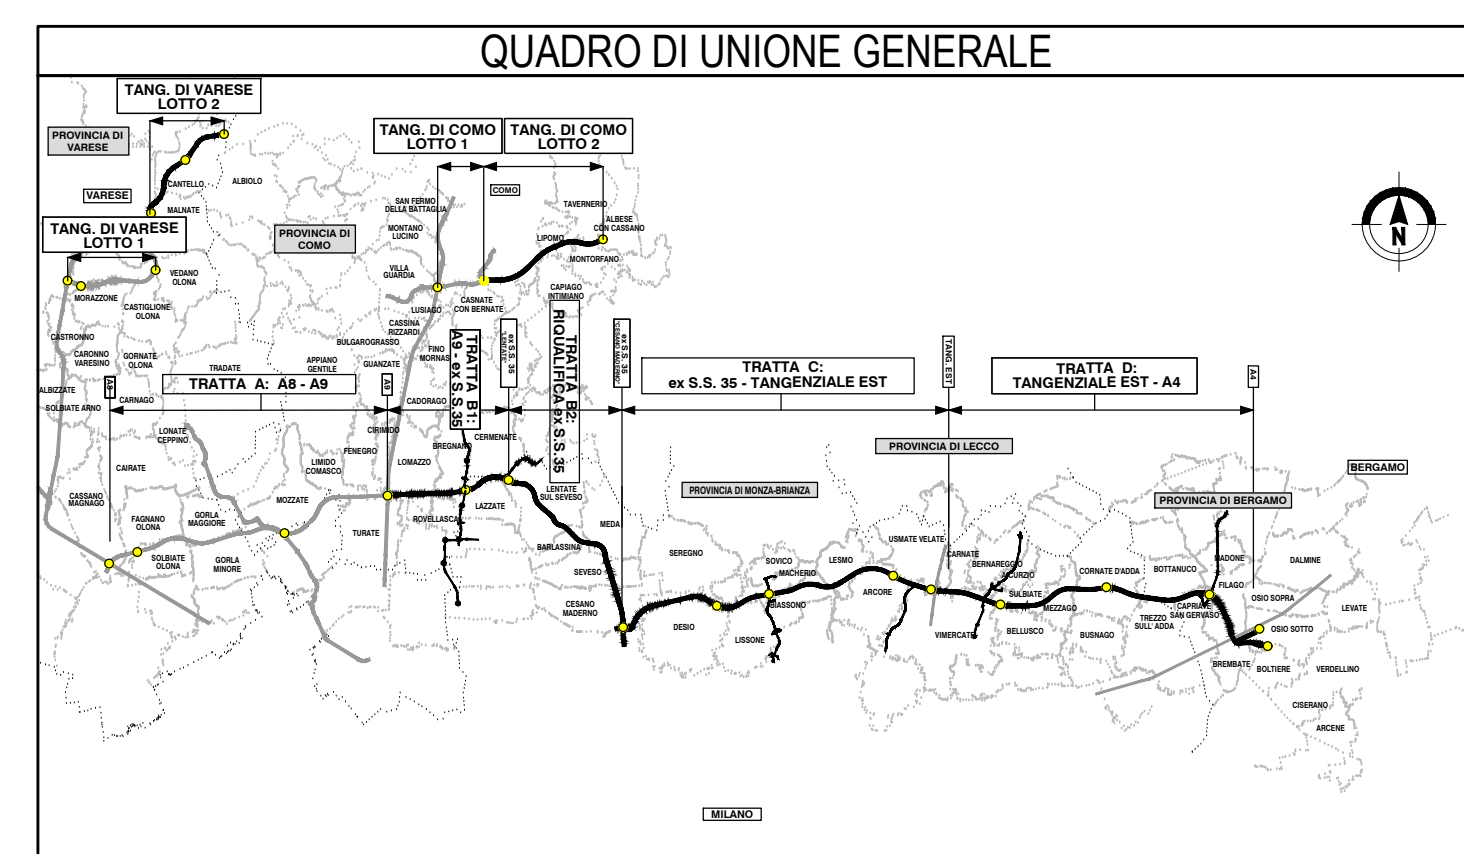 QUADRO DI UNIONE GENERALE
TANG. DI VARESE
LOTTO 2
PROVINCIA DI
VARESE
TANG. DI COMO
LOTTO 1
TANG. DI COMO
LOTTO 2
CANTELLO
ALBIOLO
VARESE
COMO
MALNATE
SAN FERMO
DELLA BATTAGLIA
TAVERNERIO
ALBESE
CON CASSANO
TANG. DI VARESE
LOTTO 1
PROVINCIA DI
COMO
MONTANO
LUCINO
LIPOMO
MONTORFANO
N
VEDANO
OLONA
VILLA
GUARDIA
MORAZZONE
CASTIGLIONE
OLONA
LUSIAGO
CASNATE
CON BERNATE
CAPIAGO
INTIMIANO
CASSINA
RIZZARDI
CASTRONNO
BULGAROGRASSO
FINO
MORNAS
CARONNO
VARESINO
GORNATE
OLONA
TRADATE
APPIANO
GENTILE
GUANZATE
TRATTA B1:
A9 - ex S.S.35
ex S.S. 35
"LENTATE"
TRATTA B2:
RIQUALIFICA ex S.S. 35
ex S.S. 35
"CESANO MADERNO"
TRATTA C:
ex S.S. 35 - TANGENZIALE EST
TANG. EST
TRATTA D:
TANGENZIALE EST - A4
A4
ALBIZZATE
A8
TRATTA A: A8 - A9
A9
SOLBIATE ARNO
CARNAGO
CADORAGO
LONATE
CEPPINO
CIRIMIDO
FENEGRO
BREGNANO
CERMENATE
PROVINCIA DI LECCO
CAIRATE
LIMIDO
COMASCO
LOMAZZO
BERGAMO
CASSANO
MAGNAGO
MOZZATE
LENTATE
SUL SEVESO
PROVINCIA DI MONZA-BRIANZA
PROVINCIA DI BERGAMO
FAGNANO
OLONA
GORLA
MAGGIORE
ROVELLASCA
LAZZATE
MEDA
TURATE
BARLASSINA
SEREGNO
USMATE VELATE
SOLBIATE
OLONA
GORLA
MINORE
SEVESO
SOVICO
MACHERIO
LESMO
CARNATE
BERNAREGGIO
CORNATE D'ADDA
BOTTANUCO
MADONE
DALMINE
CESANO
MADERNO
BIASSONO
ARCORE
CURZIO
SULBIATE
MEZZAGO
FILAGO
OSIO SOPRA
LEVATE
CAPRIATE
SAN GERVASO
TREZZO
SULL' ADDA
DESIO
LISSONE
VIMERCATE
BELLUSCO
BUSNAGO
OSIO SOTTO
BREMBATE
BOLTIERE
VERDELLINO
CISERANO
ARCENE
MILANO